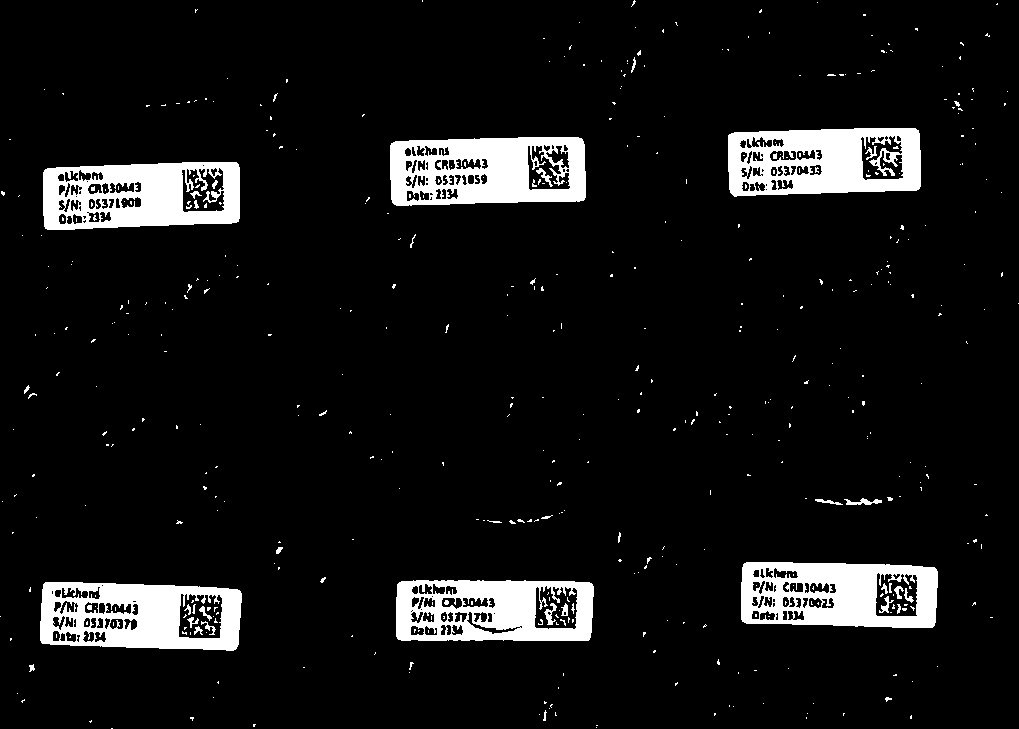 eLichens
P/N: CRB30443
S/N: 05371908
Date: 2334
eLichens
P/N: CRB30443
S/N: 05371859
Date: 2334
eLichens
P/N: CRB30443
S/N: 05370433
Date: 2334
eLichens
P/N: CRB30443
S/N: 05370379
Date: 2334
eLichens
P/N: CRB30443
S/N: 05371791
Date: 2334
eLichens
P/N: CRB30443
S/N: 05370025
Date: 2334